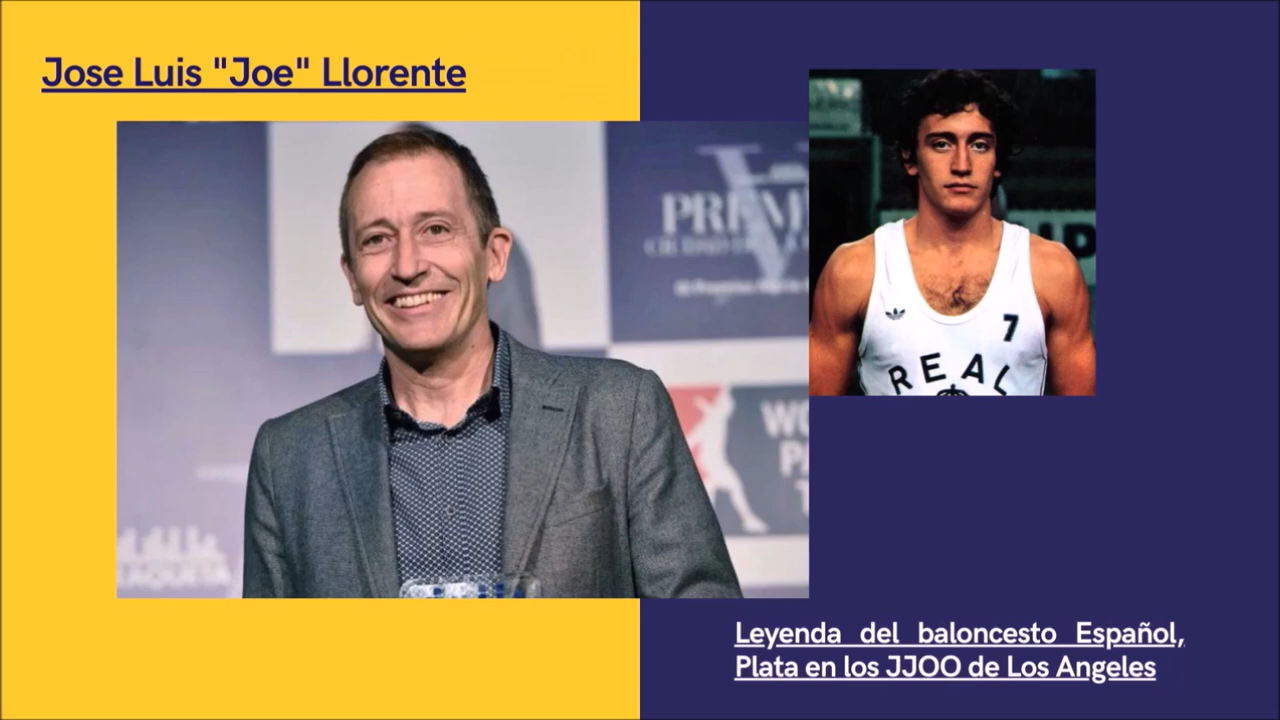 Jose Luis "Joe" Llorente
7
REAL
Leyenda del baloncesto Español,
Plata en los JJOO de Los Angeles